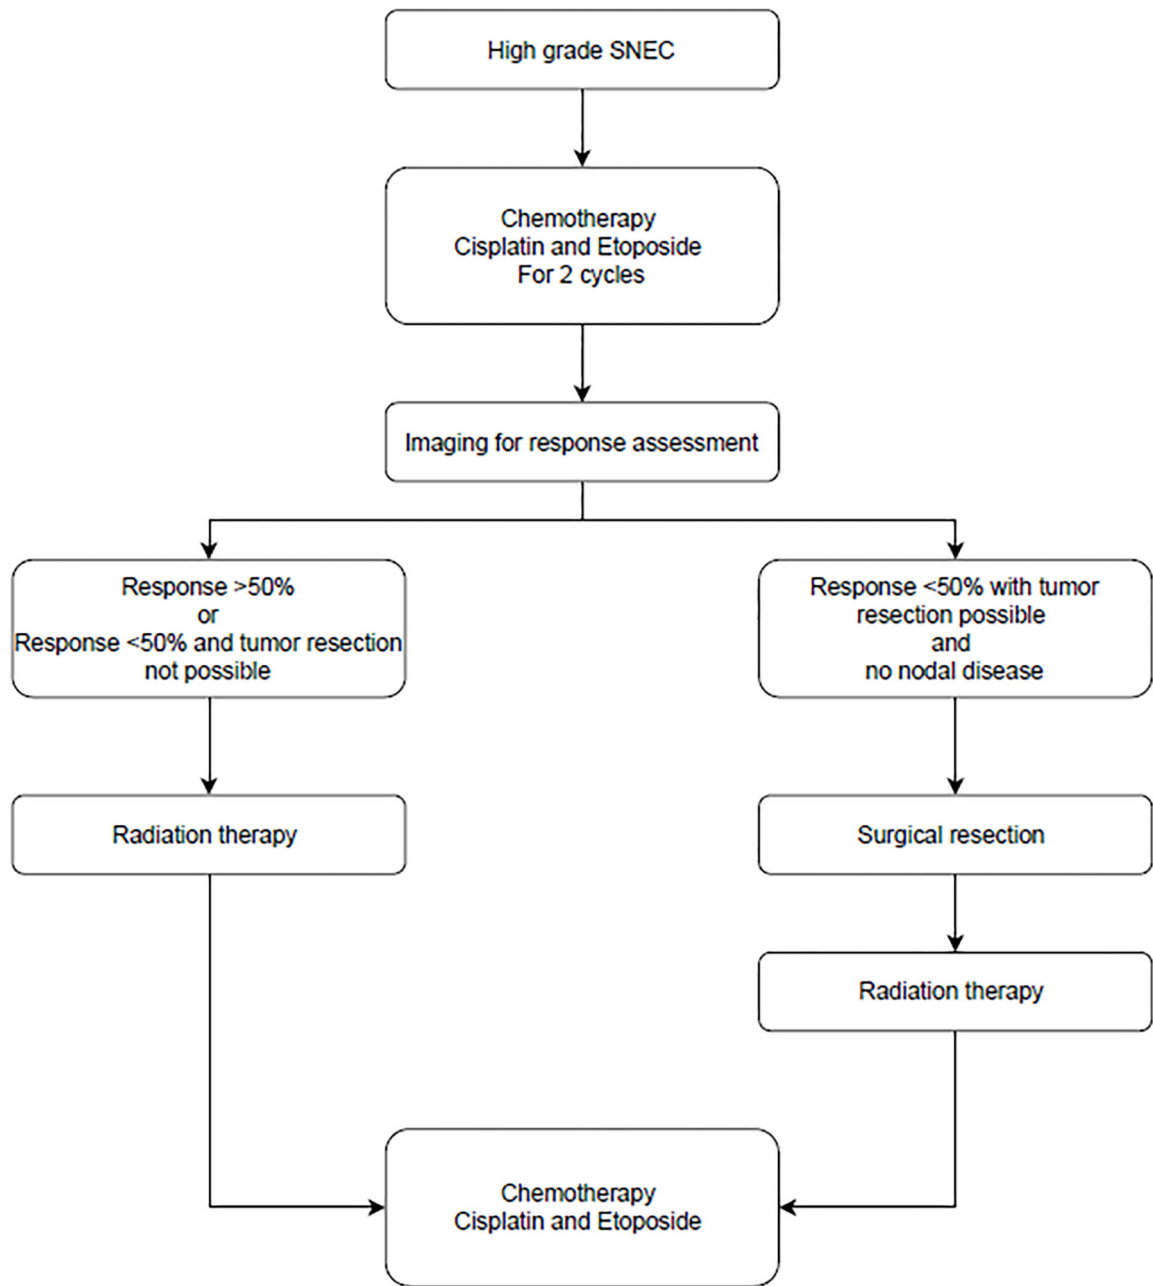 High grade SNEC
Chemotherapy
Cisplatin and Etoposide
For 2 cycles
Imaging for response assessment
Response >50%
or
Response <50% and tumor resection
not possible
Response <50% with tumor
resection possible
and
no nodal disease
Radiation therapy
Surgical resection
Radiation therapy
Chemotherapy
Cisplatin and Etoposide